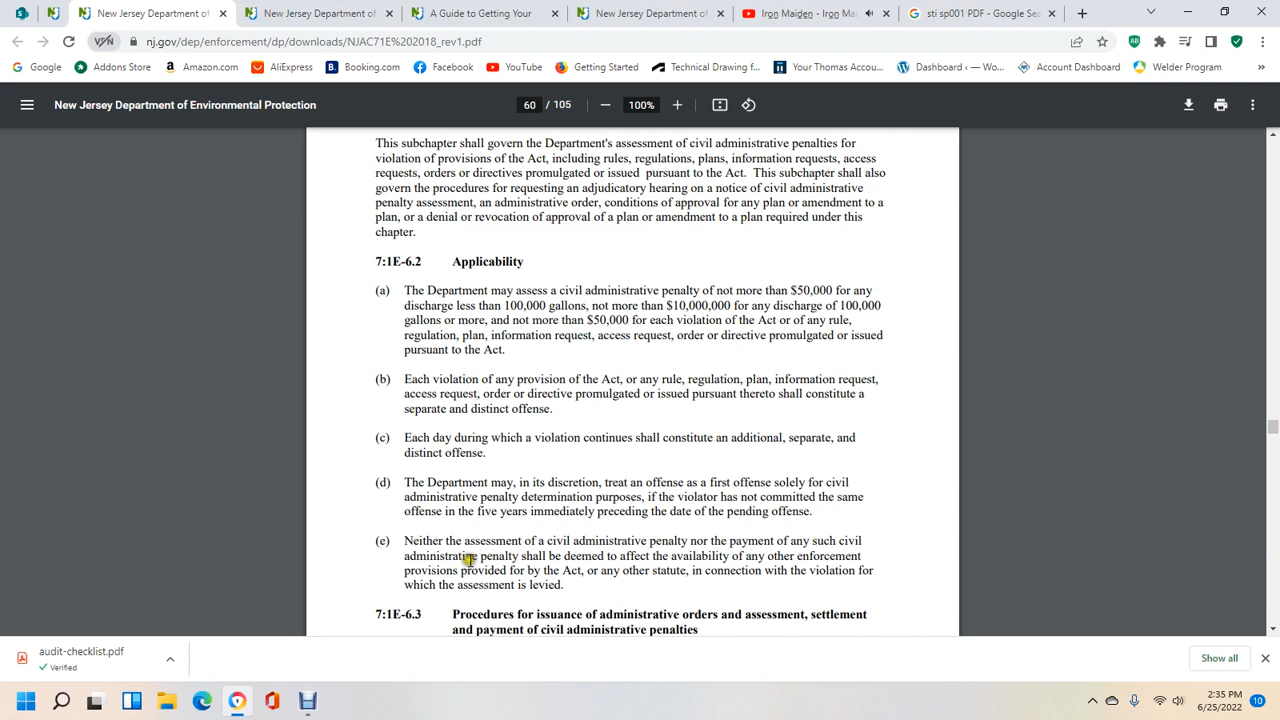 New Jersey Department of
New Jersey Department of
A Guide to Getting Your
New Jersey Department of
Iron Maiden - Iron Mai
sti sp001 PDF - Google Sea
VPN
nj.gov/dep/enforcement/dp/downloads/NJAC71E%202018_rev1.pdf
Google
Addons Store
Amazon.com
AliExpress
Booking.com
Facebook
YouTube
Getting Started
Technical Drawing f...
Your Thomas Accou...
Dashboard ‹ — Wo...
Account Dashboard
Welder Program
»
New Jersey Department of Environmental Protection
60 / 105
100%
This subchapter shall govern the Department's assessment of civil administrative penalties for
violation of provisions of the Act, including rules, regulations, plans, information requests, access
requests, orders or directives promulgated or issued pursuant to the Act. This subchapter shall also
govern the procedures for requesting an adjudicatory hearing on a notice of civil administrative
penalty assessment, an administrative order, conditions of approval for any plan or amendment to a
plan, or a denial or revocation of approval of a plan or amendment to a plan required under this
chapter.
7:1E-6.2 Applicability
(a) The Department may assess a civil administrative penalty of not more than $50,000 for any
discharge less than 100,000 gallons, not more than $10,000,000 for any discharge of 100,000
gallons or more, and not more than $50,000 for each violation of the Act or of any rule,
regulation, plan, information request, access request, order or directive promulgated or issued
pursuant to the Act.
(b) Each violation of any provision of the Act, or any rule, regulation, plan, information request,
access request, order or directive promulgated or issued pursuant thereto shall constitute a
separate and distinct offense.
(c) Each day during which a violation continues shall constitute an additional, separate, and
distinct offense.
(d) The Department may, in its discretion, treat an offense as a first offense solely for civil
administrative penalty determination purposes, if the violator has not committed the same
offense in the five years immediately preceding the date of the pending offense.
(e) Neither the assessment of a civil administrative penalty nor the payment of any such civil
administrative penalty shall be deemed to affect the availability of any other enforcement
provisions provided for by the Act, or any other statute, in connection with the violation for
which the assessment is levied.
7:1E-6.3 Procedures for issuance of administrative orders and assessment, settlement
and payment of civil administrative penalties
audit-checklist.pdf
Verified
Show all
2:35 PM
6/25/2022
10